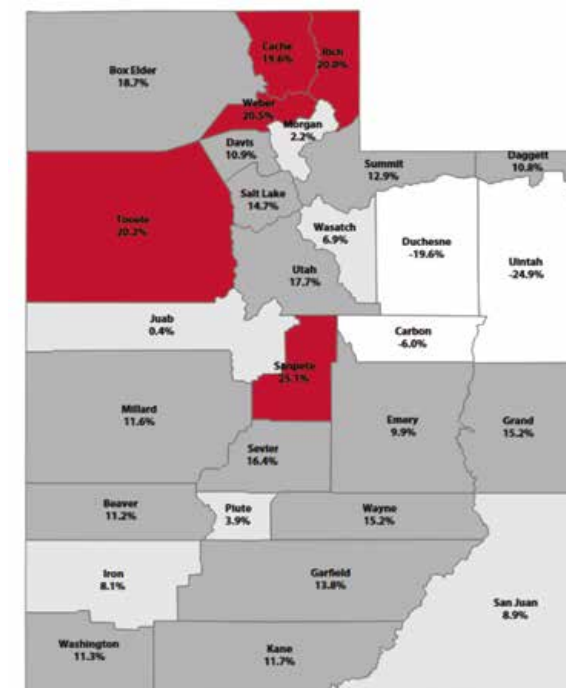 Cache
19.6%
Rich
20.0%
Box Elder
18.7%
Weber
20.5%
Morgan
2.2%
Davis
10.9%
Summit
12.9%
Daggett
10.8%
Salt Lake
14.7%
Tooele
20.2%
Wasatch
6.9%
Duchesne
-19.6%
Uintah
-24.9%
Utah
17.7%
Juab
0.4%
Carbon
-6.0%
Sanpete
25.1%
Millard
11.6%
Emery
9.9%
Grand
15.2%
Sevier
16.4%
Beaver
11.2%
Piute
3.9%
Wayne
15.2%
Iron
8.1%
Garfield
13.8%
San Juan
8.9%
Washington
11.3%
Kane
11.7%